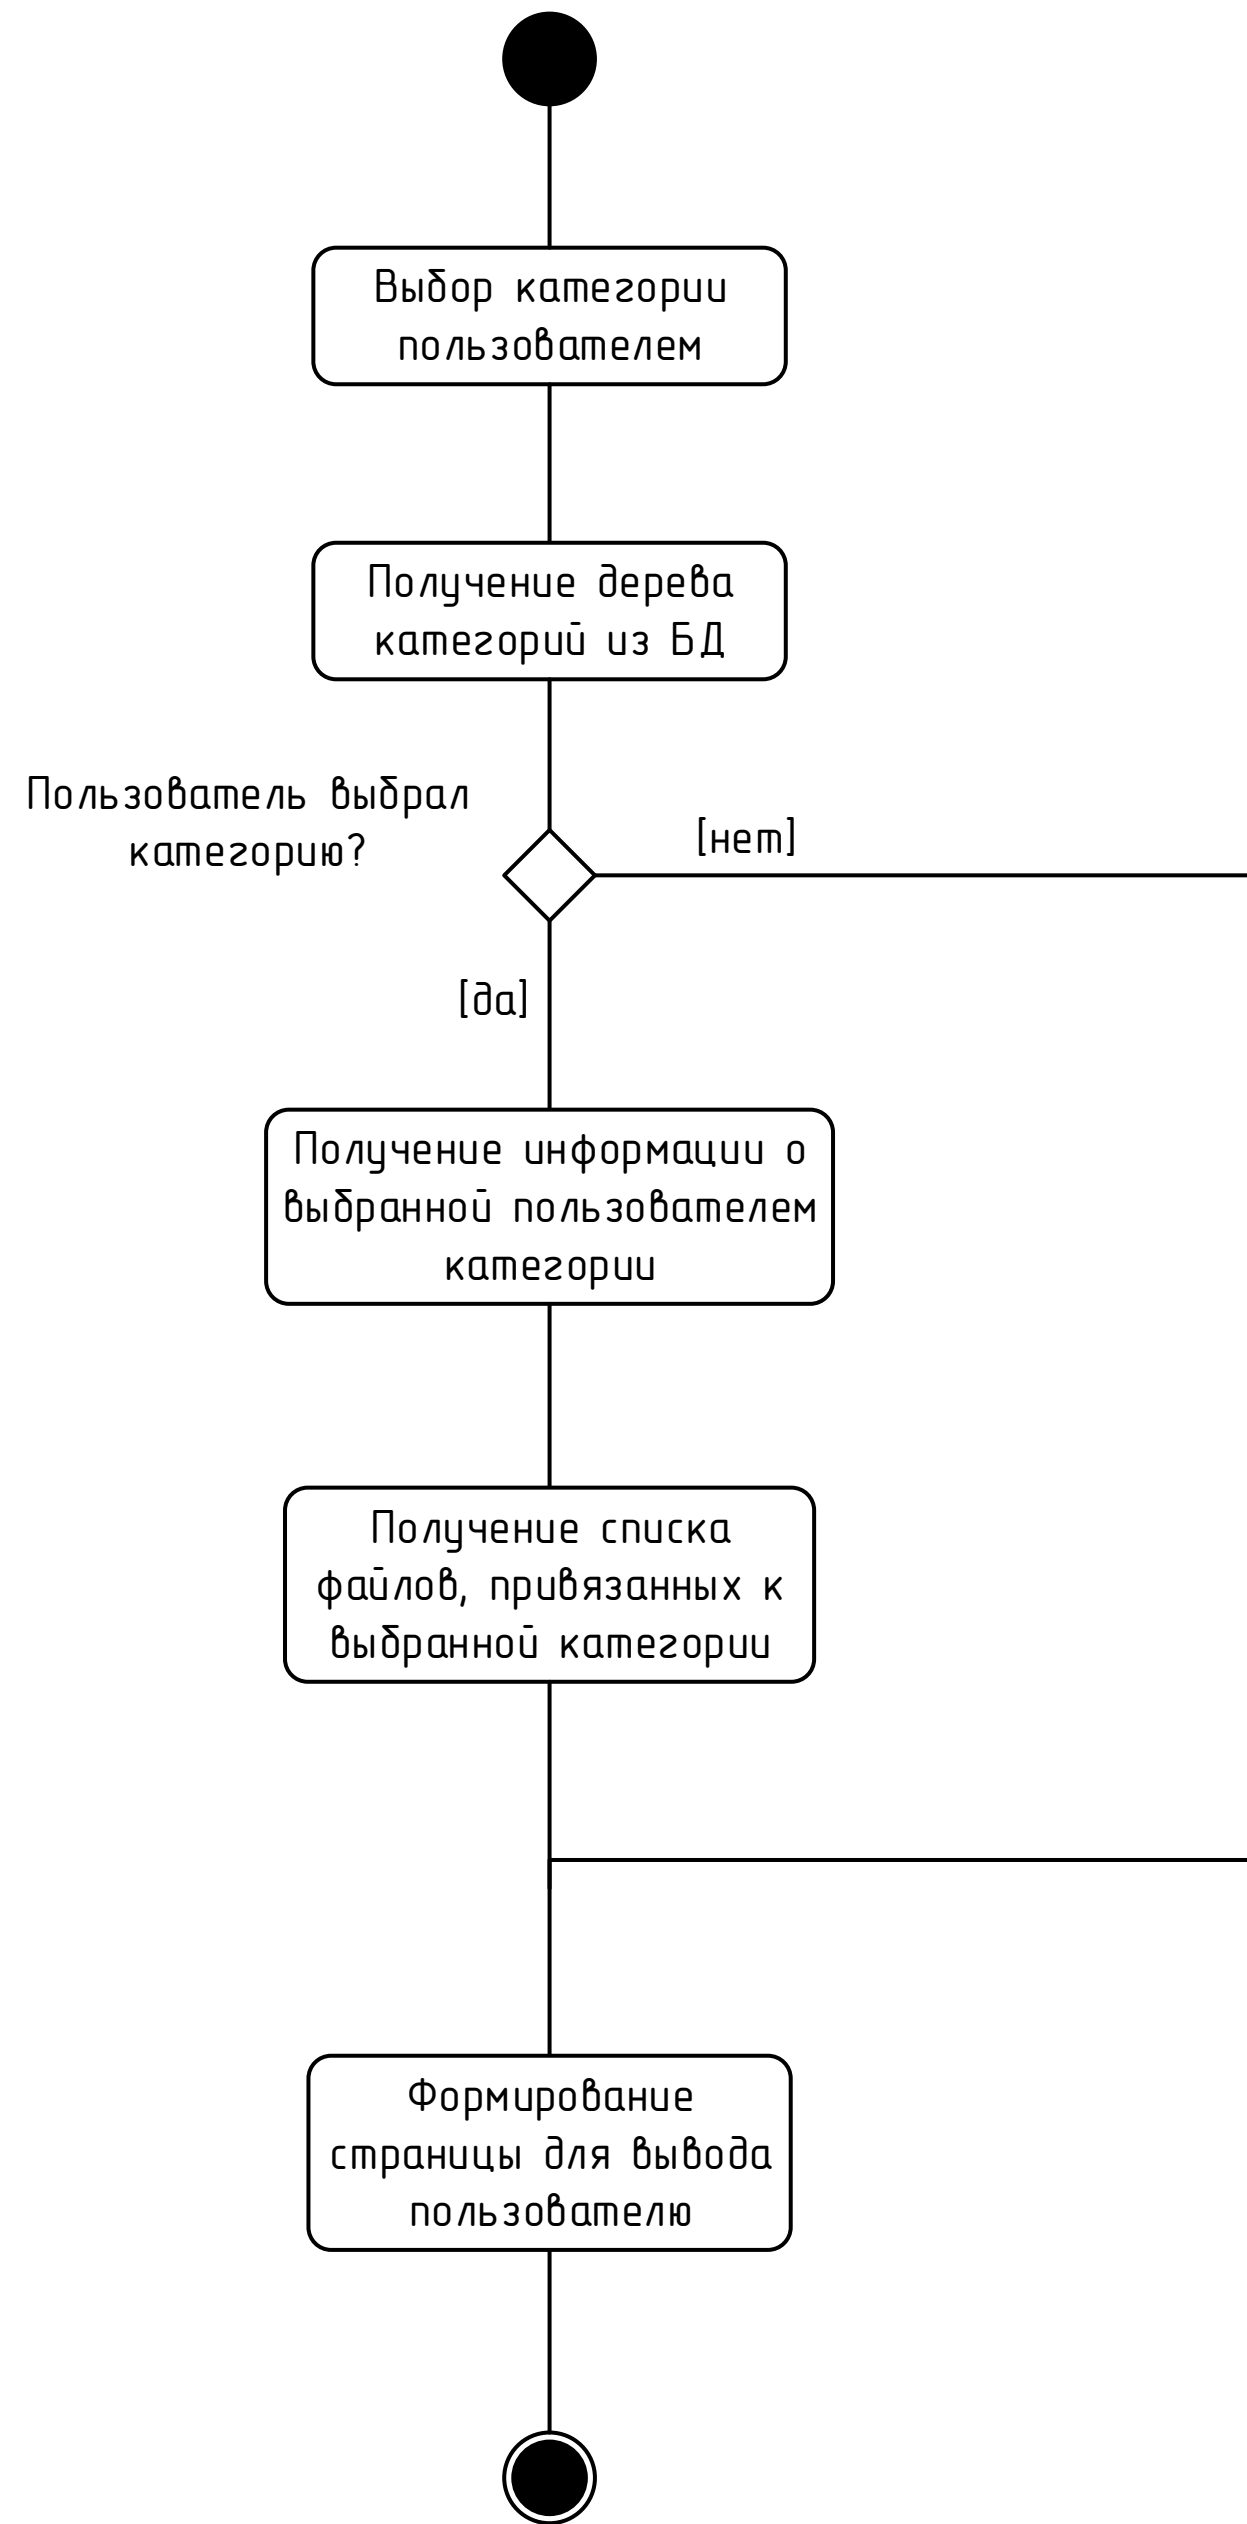 Выбор категории
пользователем
Получение дерева
категорий из БД
Пользователь выбрал
категорию?
[нет]
[да]
Получение информации о
выбранной пользователем
категории
Получение списка
файлов, привязанных к
выбранной категории
Формирование
страницы для вывода
пользователю